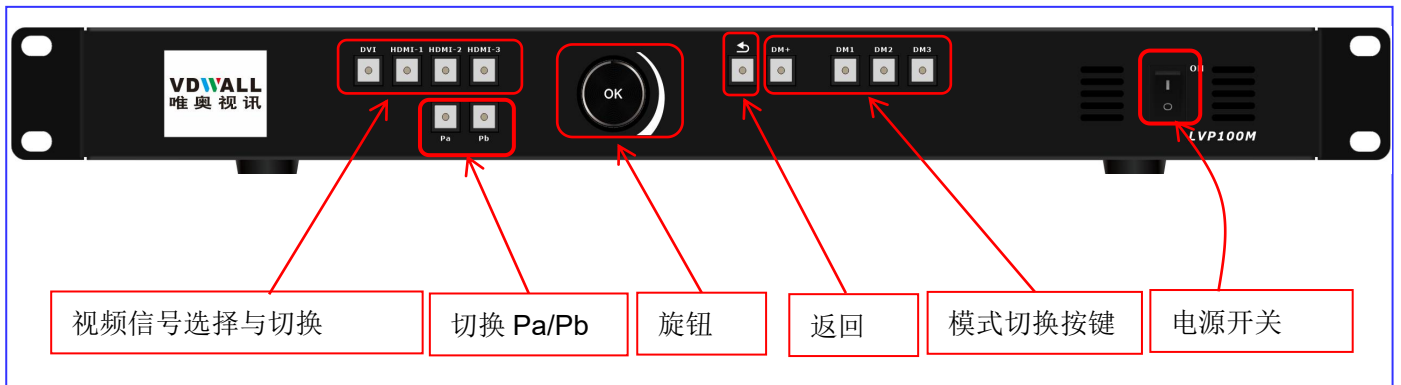 DVI HDMI-1 HDMI-2 HDMI-3
DM+ DM1 DM2 DM3
ON
VDWALL
唯奥视讯
OK
Pa Pb
LVP100M
视频信号选择与切换
切换 Pa/Pb
旋钮
返回
模式切换按键
电源开关